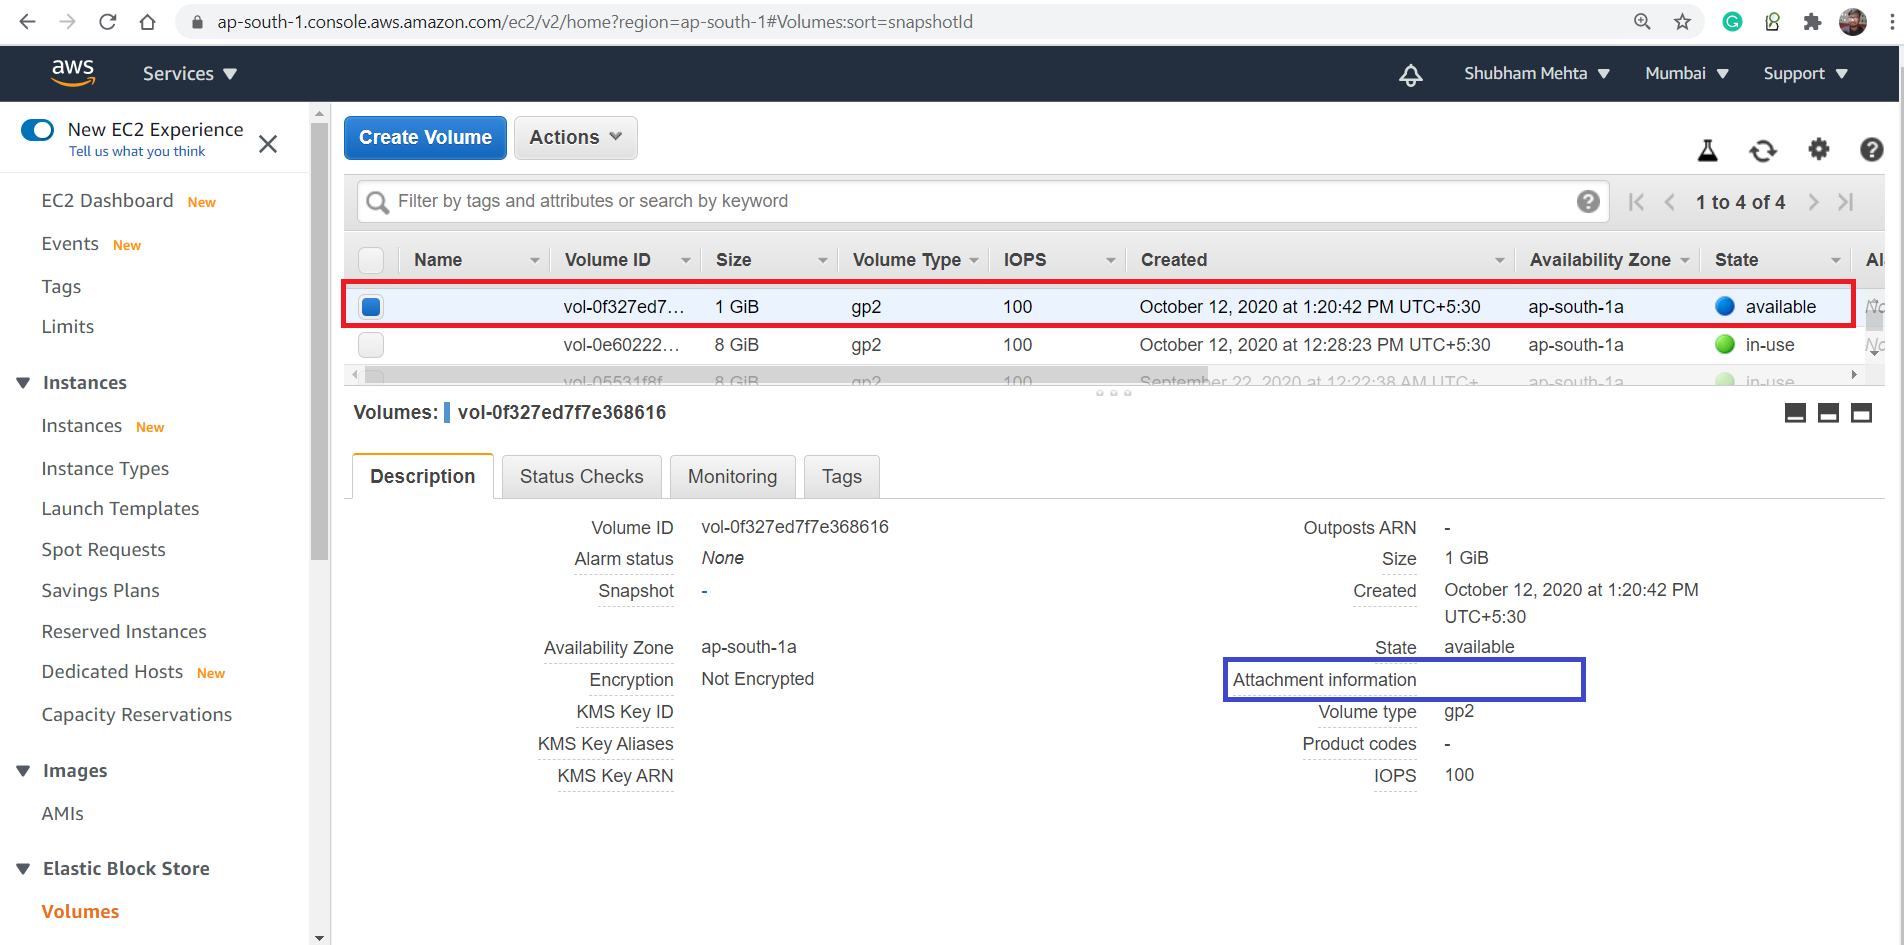 ap-south-1.console.aws.amazon.com/ec2/v2/home?region=ap-south-1#Volumes:sort=snapshotId
aws Services Shubham Mehta Mumbai Support
New EC2 Experience
Tell us what you think
EC2 Dashboard New
Events New
Tags
Limits
Instances
Instances New
Instance Types
Launch Templates
Spot Requests
Savings Plans
Reserved Instances
Dedicated Hosts New
Capacity Reservations
Images
AMIs
Elastic Block Store
Volumes
Create Volume Actions
Filter by tags and attributes or search by keyword 1 to 4 of 4
Name Volume ID Size Volume Type IOPS Created Availability Zone State Al
vol-0f327ed7... 1 GiB gp2 100 October 12, 2020 at 1:20:42 PM UTC+5:30 ap-south-1a available No
vol-0e60222... 8 GiB gp2 100 October 12, 2020 at 12:28:23 PM UTC+5:30 ap-south-1a in-use No
vol-05531f8f 8 GiB gp2 100 September 22, 2020 at 12:22:38 AM UTC+ ap-south-1a in-use
Volumes: vol-0f327ed7f7e368616
Description Status Checks Monitoring Tags
Volume ID vol-0f327ed7f7e368616
Alarm status None
Snapshot -
Availability Zone ap-south-1a
Encryption Not Encrypted
KMS Key ID
KMS Key Aliases
KMS Key ARN
Outposts ARN -
Size 1 GiB
Created October 12, 2020 at 1:20:42 PM
UTC+5:30
State available
Attachment information
Volume type gp2
Product codes -
IOPS 100